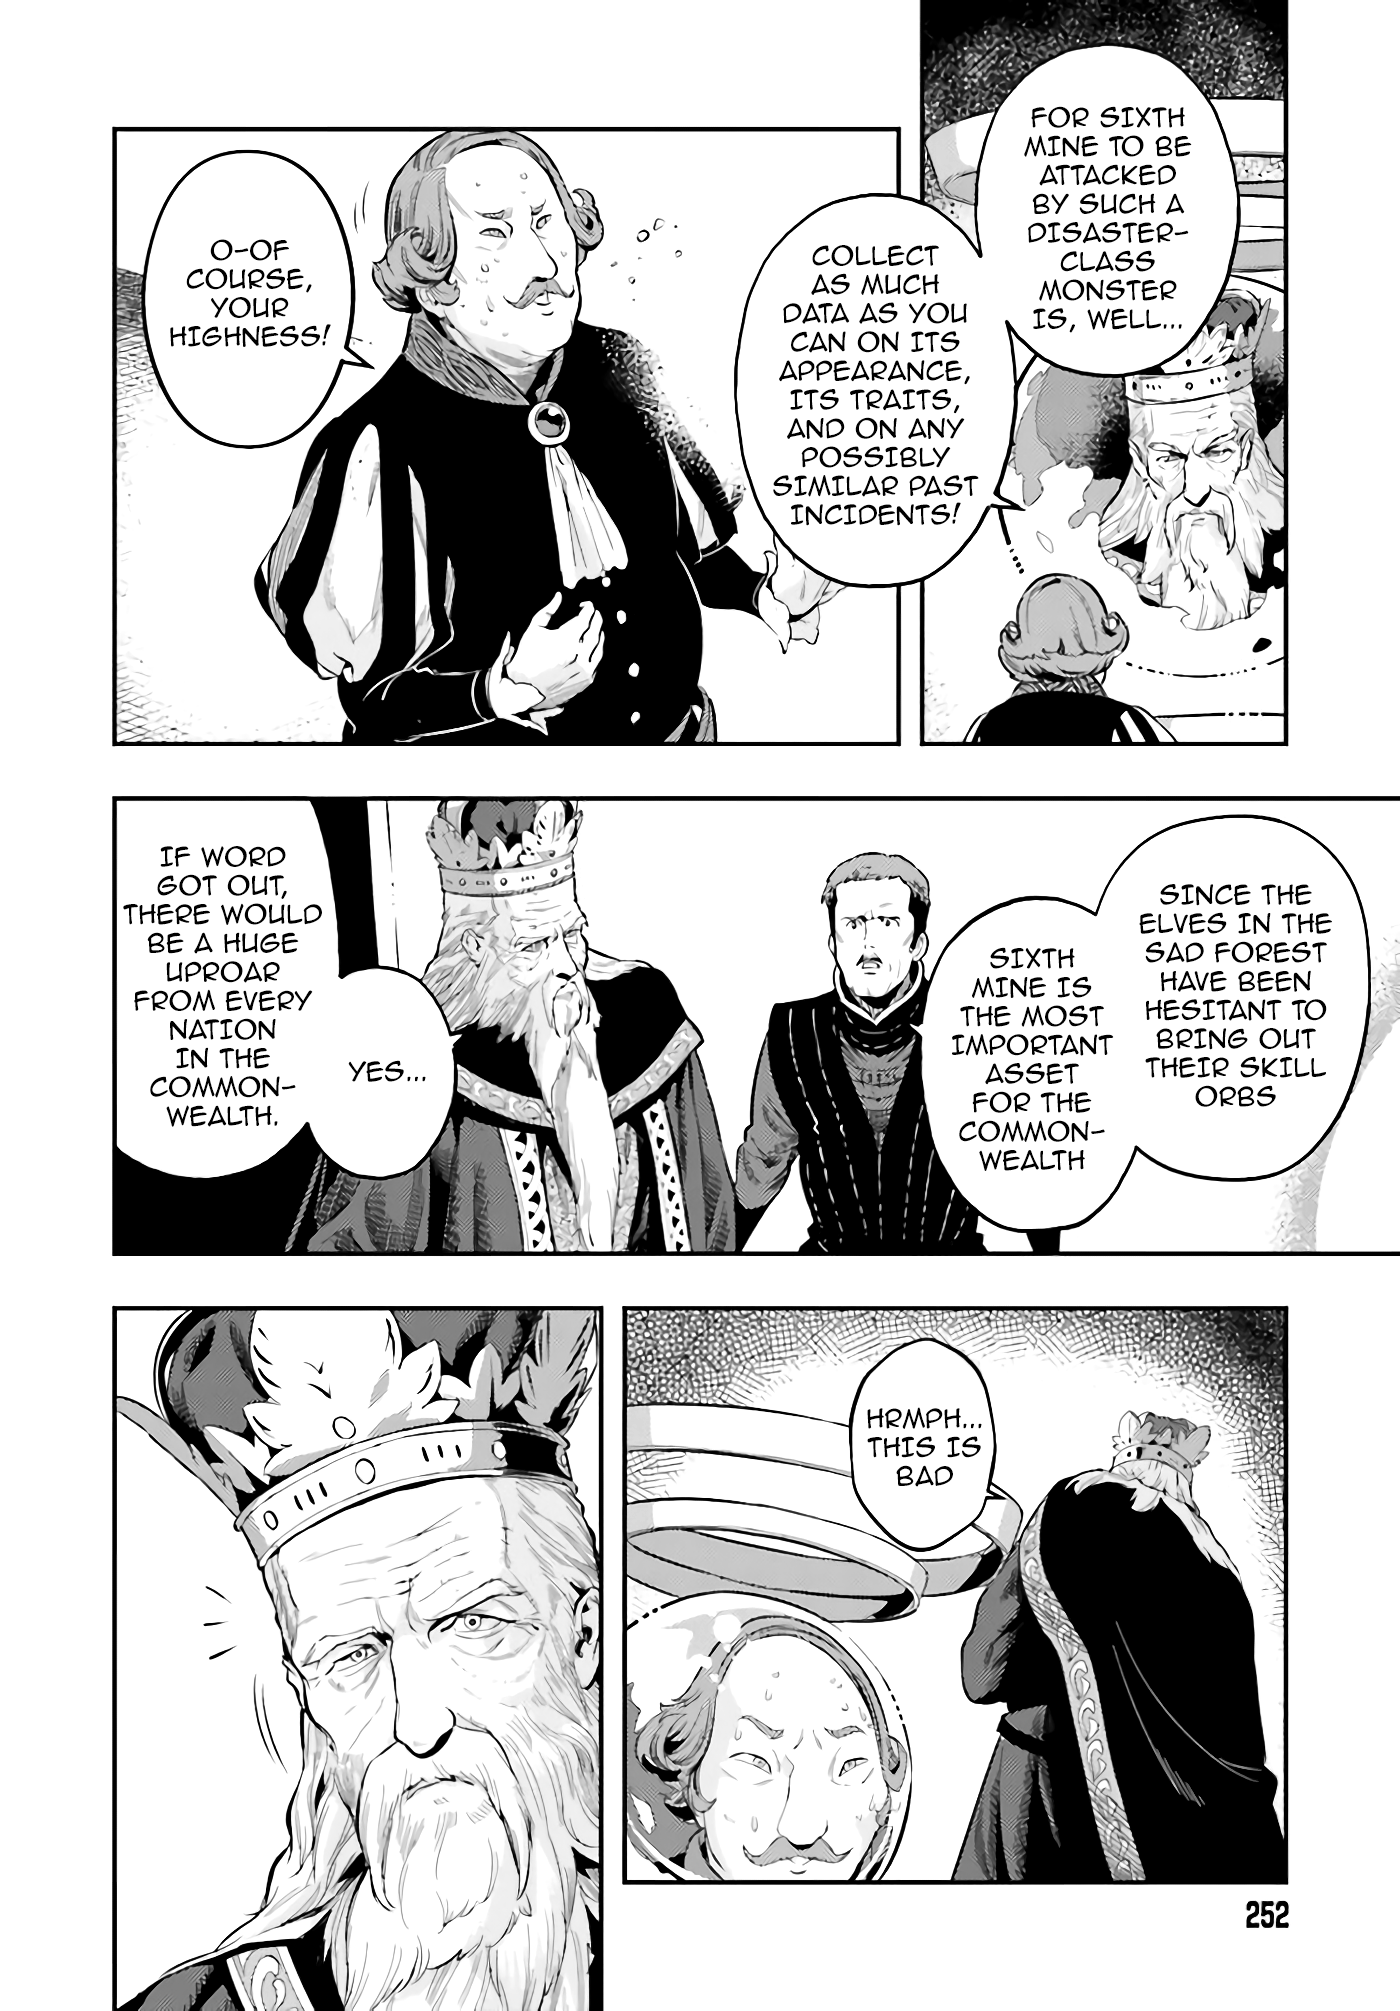 FOR SIXTH
MINE TO BE
ATTACKED
BY SUCH A
DISASTER-
CLASS
MONSTER
IS, WELL...
COLLECT
AS MUCH
DATA AS YOU
CAN ON ITS
APPEARANCE,
ITS TRAITS,
AND ON ANY
POSSIBLY
SIMILAR PAST
INCIDENTS!
O-OF
COURSE,
YOUR
HIGHNESS!
SINCE THE
ELVES IN THE
SAD FOREST
HAVE BEEN
HESITANT TO
BRING OUT
THEIR SKILL
ORBS
SIXTH
MINE IS
THE MOST
IMPORTANT
ASSET
FOR THE
COMMON-
WEALTH
YES...
IF WORD
GOT OUT,
THERE WOULD
BE A HUGE
UPROAR
FROM EVERY
NATION
IN THE
COMMON-
WEALTH.
HRMPH...
THIS IS
BAD
252